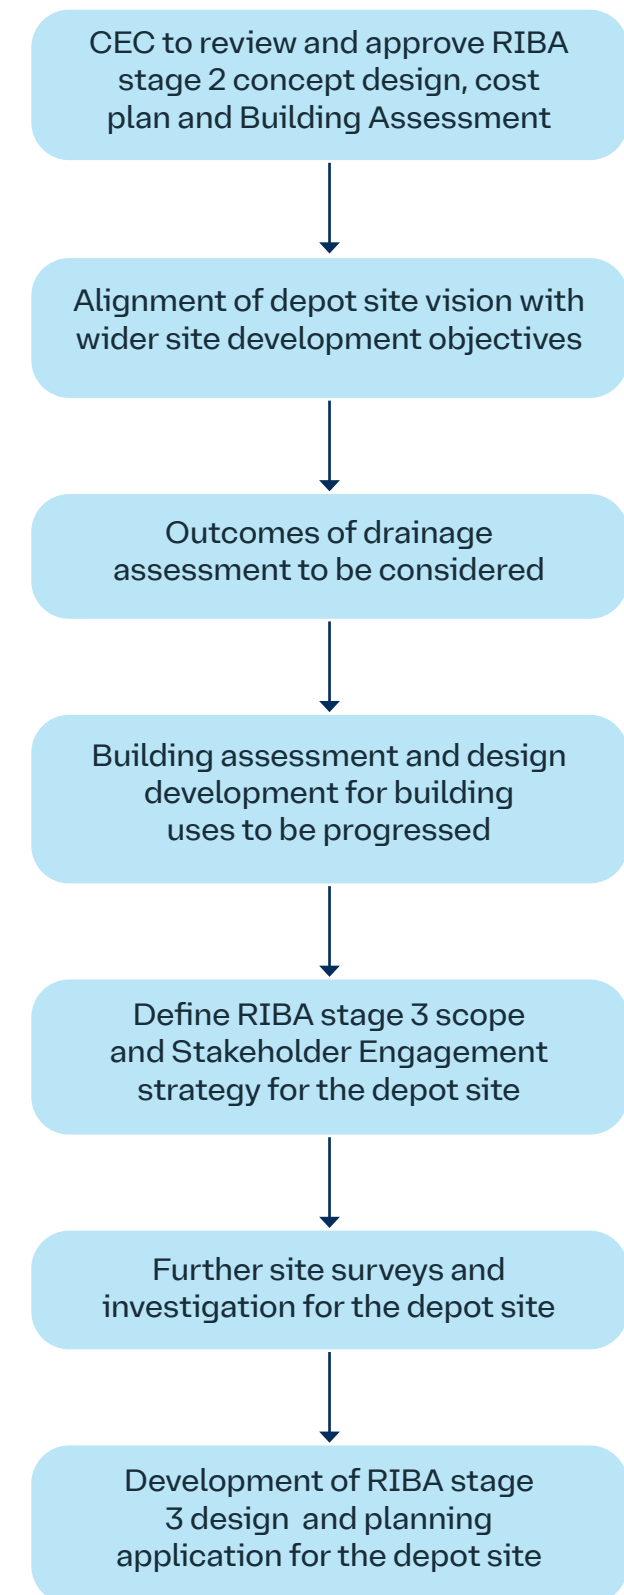 CEC to review and approve RIBA
stage 2 concept design, cost
plan and Building Assessment
Alignment of depot site vision with
wider site development objectives
Outcomes of drainage
assessment to be considered
Building assessment and design
development for building
uses to be progressed
Define RIBA stage 3 scope
and Stakeholder Engagement
strategy for the depot site
Further site surveys and
investigation for the depot site
Development of RIBA stage
3 design  and planning
application for the depot site